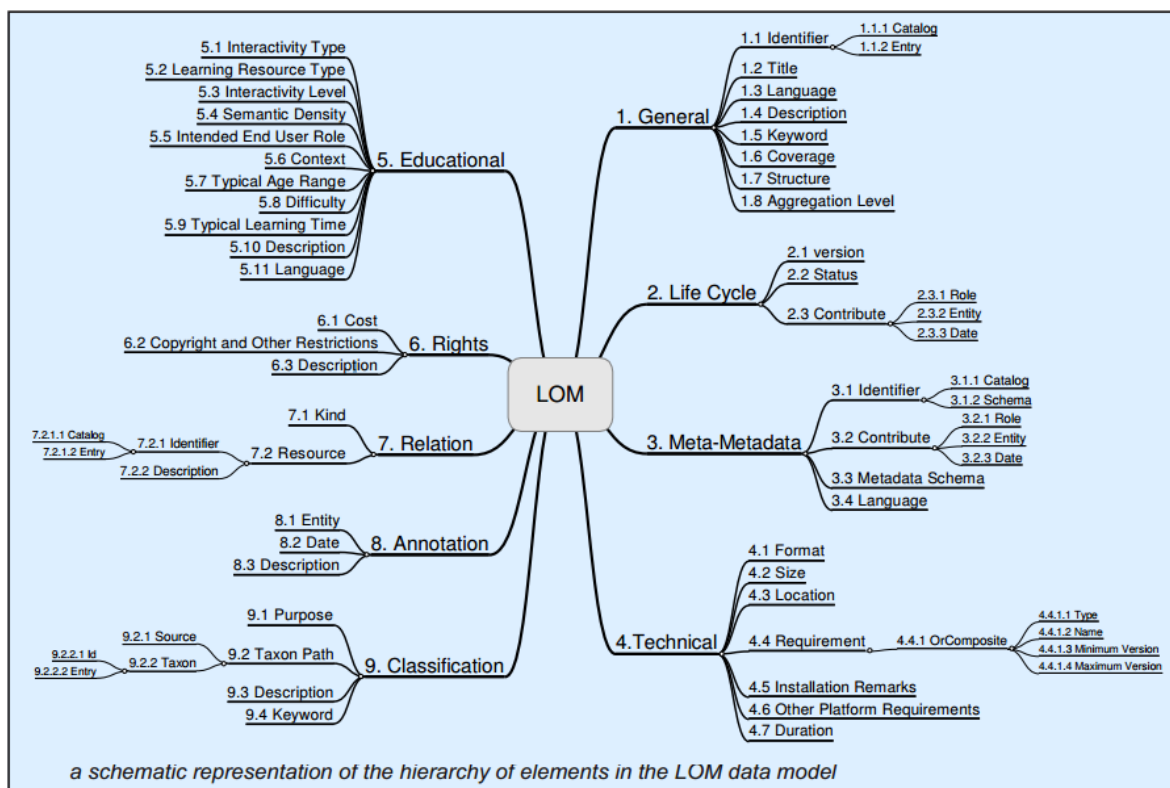 5.1 Interactivity Type
5.2 Learning Resource Type
5.3 Interactivity Level
5.4 Semantic Density
5.5 Intended End User Role
5.6 Context
5.7 Typical Age Range
5.8 Difficulty
5.9 Typical Learning Time
5.10 Description
5.11 Language
5. Educational
6.1 Cost
6.2 Copyright and Other Restrictions
6.3 Description
6. Rights
7.1 Kind
7.2.1.1 Catalog
7.2.1.2 Entry
7.2.1 Identifier
7.2.2 Description
7.2 Resource
7. Relation
8.1 Entity
8.2 Date
8.3 Description
8. Annotation
9.1 Purpose
9.2.1 Source
9.2.2.1 Id
9.2.2.2 Entry
9.2.2 Taxon
9.2 Taxon Path
9.3 Description
9.4 Keyword
9. Classification
LOM
1. General
1.1 Identifier
1.1.1 Catalog
1.1.2 Entry
1.2 Title
1.3 Language
1.4 Description
1.5 Keyword
1.6 Coverage
1.7 Structure
1.8 Aggregation Level
2. Life Cycle
2.1 version
2.2 Status
2.3 Contribute
2.3.1 Role
2.3.2 Entity
2.3.3 Date
3. Meta-Metadata
3.1 Identifier
3.1.1 Catalog
3.1.2 Schema
3.2 Contribute
3.2.1 Role
3.2.2 Entity
3.2.3 Date
3.3 Metadata Schema
3.4 Language
4.Technical
4.1 Format
4.2 Size
4.3 Location
4.4 Requirement
4.4.1 OrComposite
4.4.1.1 Type
4.4.1.2 Name
4.4.1.3 Minimum Version
4.4.1.4 Maximum Version
4.5 Installation Remarks
4.6 Other Platform Requirements
4.7 Duration
a schematic representation of the hierarchy of elements in the LOM data model